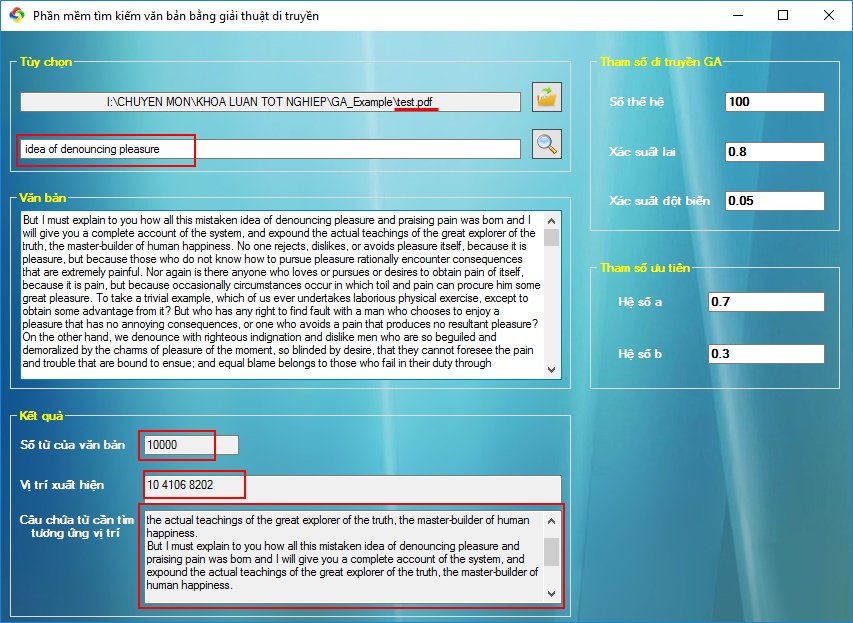 Phần mềm tìm kiếm văn bản bằng giải thuật di truyền
Tùy chọn
I:\CHUYEN MON\KHOA LUAN TOT NGHIEP\GA_Example\test.pdf
idea of denouncing pleasure
Văn bản
But I must explain to you how all this mistaken idea of denouncing pleasure and praising pain was born and I
will give you a complete account of the system, and expound the actual teachings of the great explorer of the
truth, the master-builder of human happiness. No one rejects, dislikes, or avoids pleasure itself, because it is
pleasure, but because those who do not know how to pursue pleasure rationally encounter consequences
that are extremely painful. Nor again is there anyone who loves or pursues or desires to obtain pain of itself,
because it is pain, but because occasionally circumstances occur in which toil and pain can procure him some
great pleasure. To take a trivial example, which of us ever undertakes laborious physical exercise, except to
obtain some advantage from it? But who has any right to find fault with a man who chooses to enjoy a
pleasure that has no annoying consequences, or one who avoids a pain that produces no resultant pleasure?
On the other hand, we denounce with righteous indignation and dislike men who are so beguiled and
demoralized by the charms of pleasure of the moment, so blinded by desire, that they cannot foresee the pain
and trouble that are bound to ensue; and equal blame belongs to those who fail in their duty through
Kết quả
Số từ của văn bản
10000
Vị trí xuất hiện
10 4106 8202
Câu chứa từ cần tìm
tương ứng vị trí
the actual teachings of the great explorer of the truth, the master-builder of human
happiness.
But I must explain to you how all this mistaken idea of denouncing pleasure and
praising pain was born and I will give you a complete account of the system, and
expound the actual teachings of the great explorer of the truth, the master-builder of
human happiness.
Tham số di truyền GA
Số thế hệ
100
Xác suất lai
0.8
Xác suất đột biến
0.05
Tham số ưu tiên
Hệ số a
0.7
Hệ số b
0.3